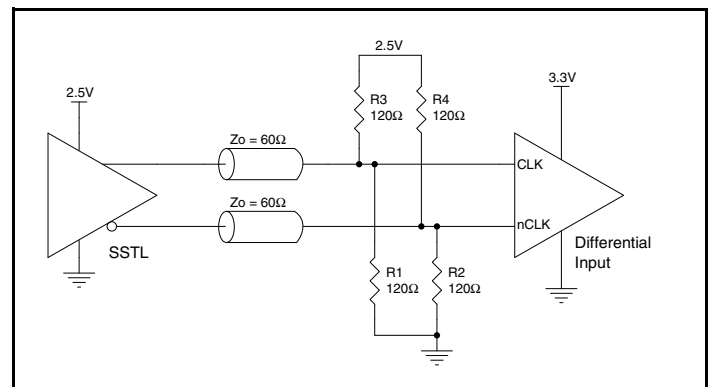 2.5V
2.5V
3.3V
R3
120Ω
R4
120Ω
Zo = 60Ω
CLK
Zo = 60Ω
nCLK
SSTL
Differential
Input
R1
120Ω
R2
120Ω